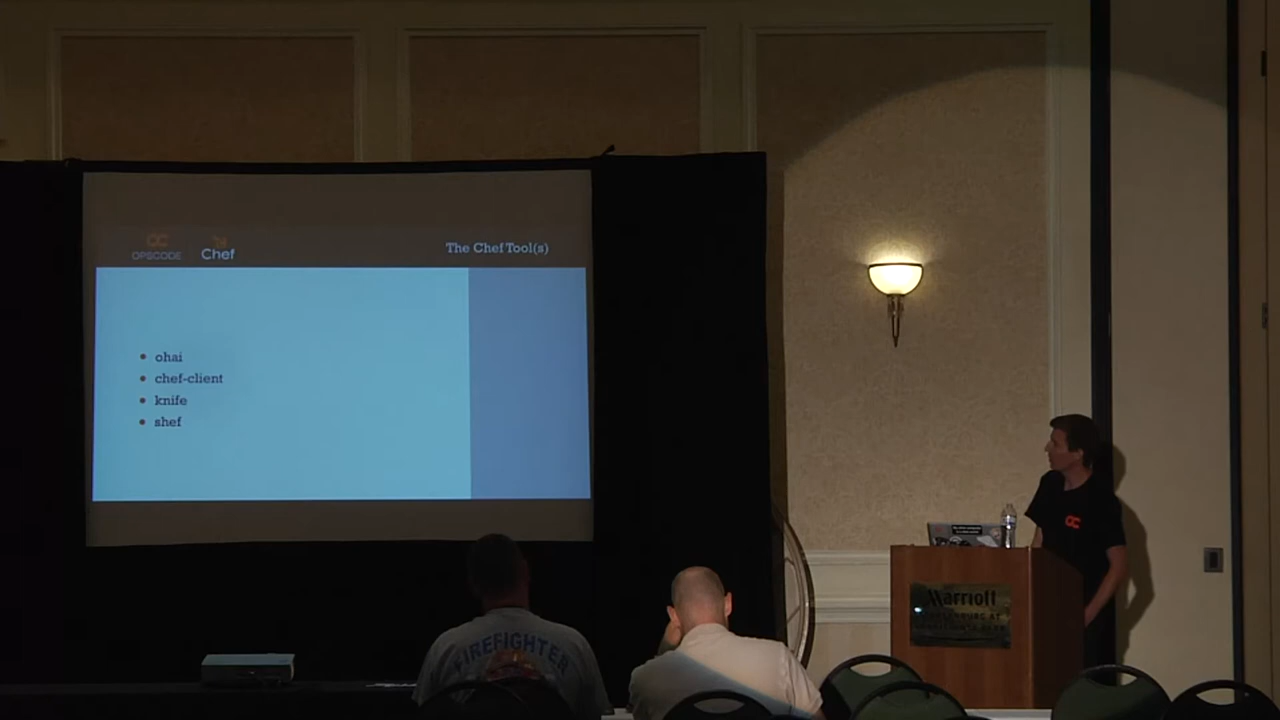 OPSCODE
Chef
The Chef Tool(s)
ohai
chef-client
knife
shef
FIREFIGHTER
Marriott